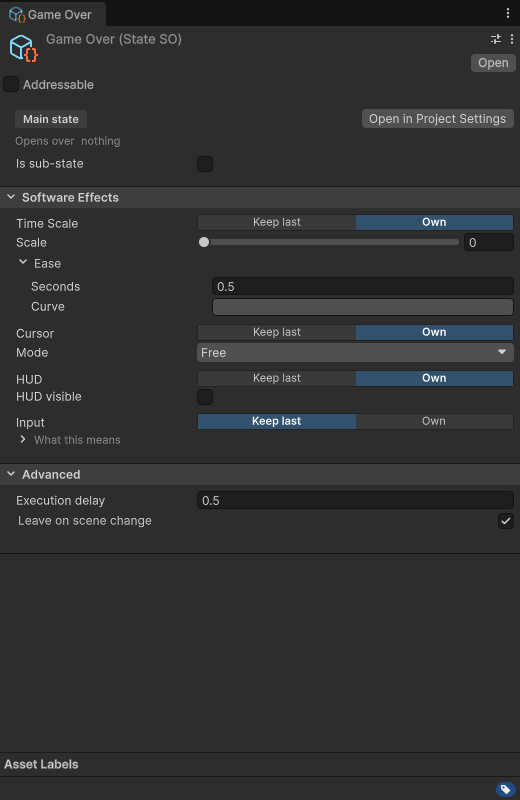 Game Over
Game Over (State SO)
Open
Addressable
Main state
Open in Project Settings
Opens over nothing
Is sub-state
Software Effects
Time Scale Keep last Own
Scale 0
Ease
Seconds 0.5
Curve
Cursor Keep last Own
Mode Free
HUD Keep last Own
HUD visible
Input Keep last Own
What this means
Advanced
Execution delay 0.5
Leave on scene change
Asset Labels